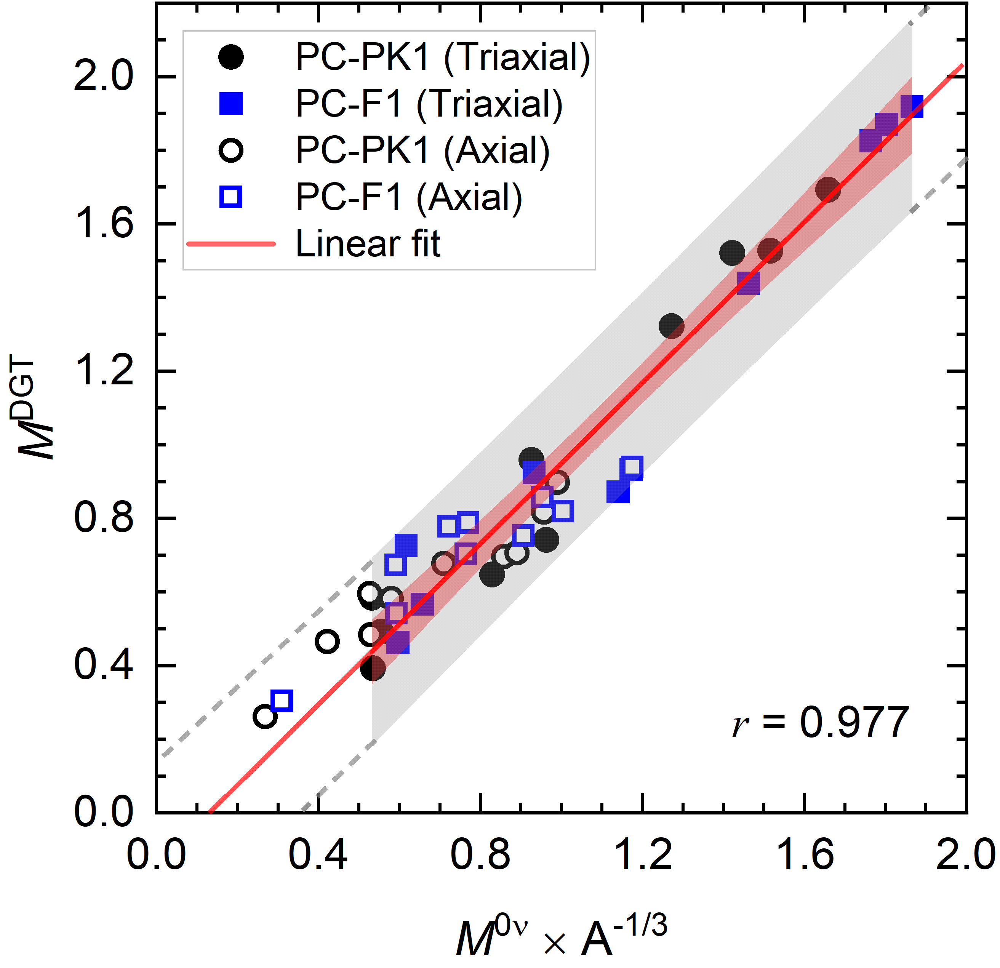 PC-PK1 (Triaxial)
PC-F1 (Triaxial)
PC-PK1 (Axial)
PC-F1 (Axial)
Linear fit
2.0
1.6
1.2
0.8
0.4
0.0
M^DGT
r = 0.977
0.0 0.4 0.8 1.2 1.6 2.0
M^0ν × A^-1/3